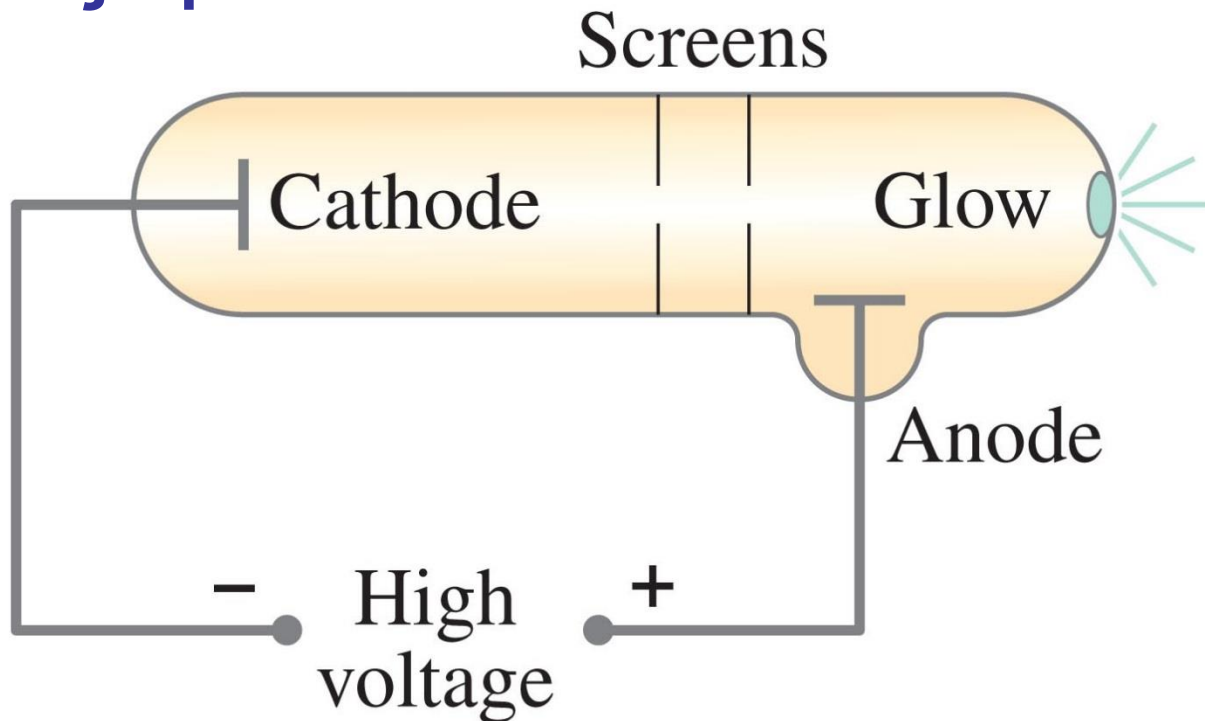 Screens
Cathode
Glow
Anode
−
High
voltage
+